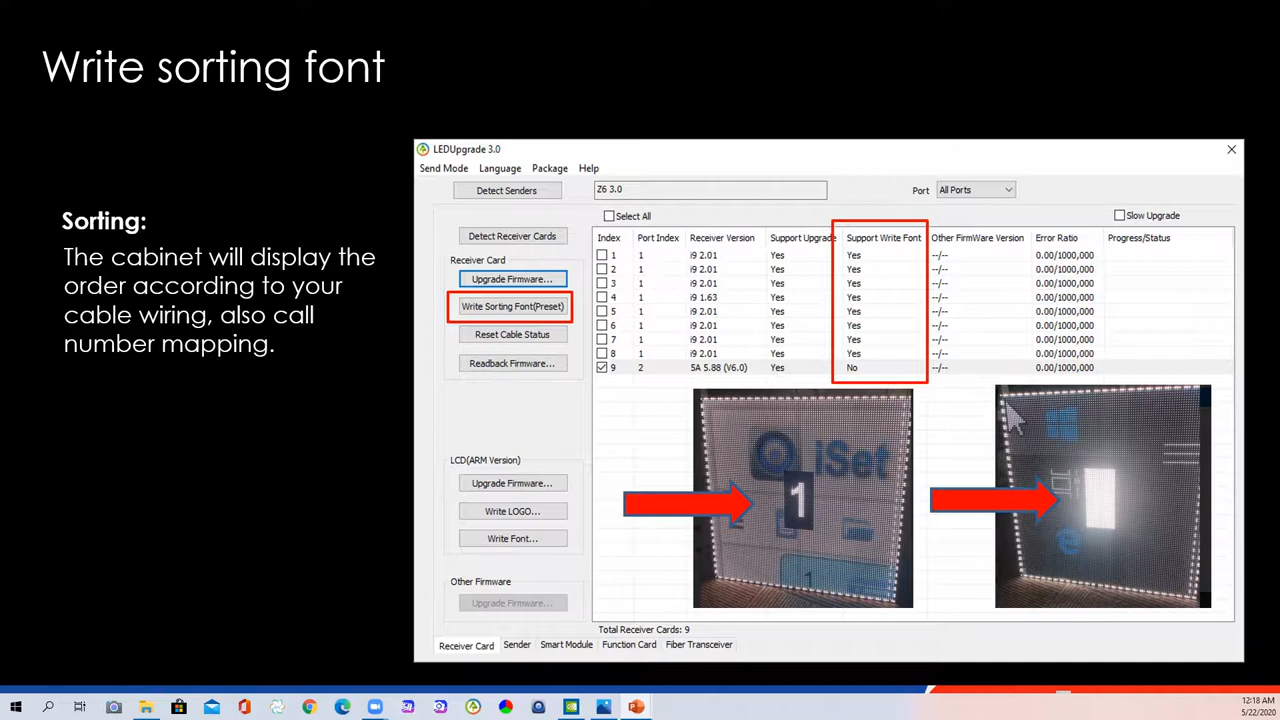 Write sorting font
Sorting:
The cabinet will display the
order according to your
cable wiring, also call
number mapping.
LEDUpgrade 3.0
Send Mode Language Package Help
Detect Senders Z6 3.0 Port All Ports
Select All Slow Upgrade
Detect Receiver Cards
Receiver Card
Upgrade Firmware...
Write Sorting Font(Preset)
Reset Cable Status
Readback Firmware...
LCD(ARM Version)
Upgrade Firmware...
Write LOGO...
Write Font...
Other Firmware
Upgrade Firmware...
Index Port Index Receiver Version Support Upgrade Support Write Font Other FirmWare Version Error Ratio Progress/Status
1 1 i9 2.01 Yes Yes --/-- 0.00/1000,000
2 1 i9 2.01 Yes Yes --/-- 0.00/1000,000
3 1 i9 2.01 Yes Yes --/-- 0.00/1000,000
4 1 i9 1.63 Yes Yes --/-- 0.00/1000,000
5 1 i9 2.01 Yes Yes --/-- 0.00/1000,000
6 1 i9 2.01 Yes Yes --/-- 0.00/1000,000
7 1 i9 2.01 Yes Yes --/-- 0.00/1000,000
8 1 i9 2.01 Yes Yes --/-- 0.00/1000,000
9 2 5A 5.88 (V6.0) Yes No --/-- 0.00/1000,000
iSet
1
1
Total Receiver Cards: 9
Receiver Card Sender Smart Module Function Card Fiber Transceiver
12:18 AM
5/22/2020